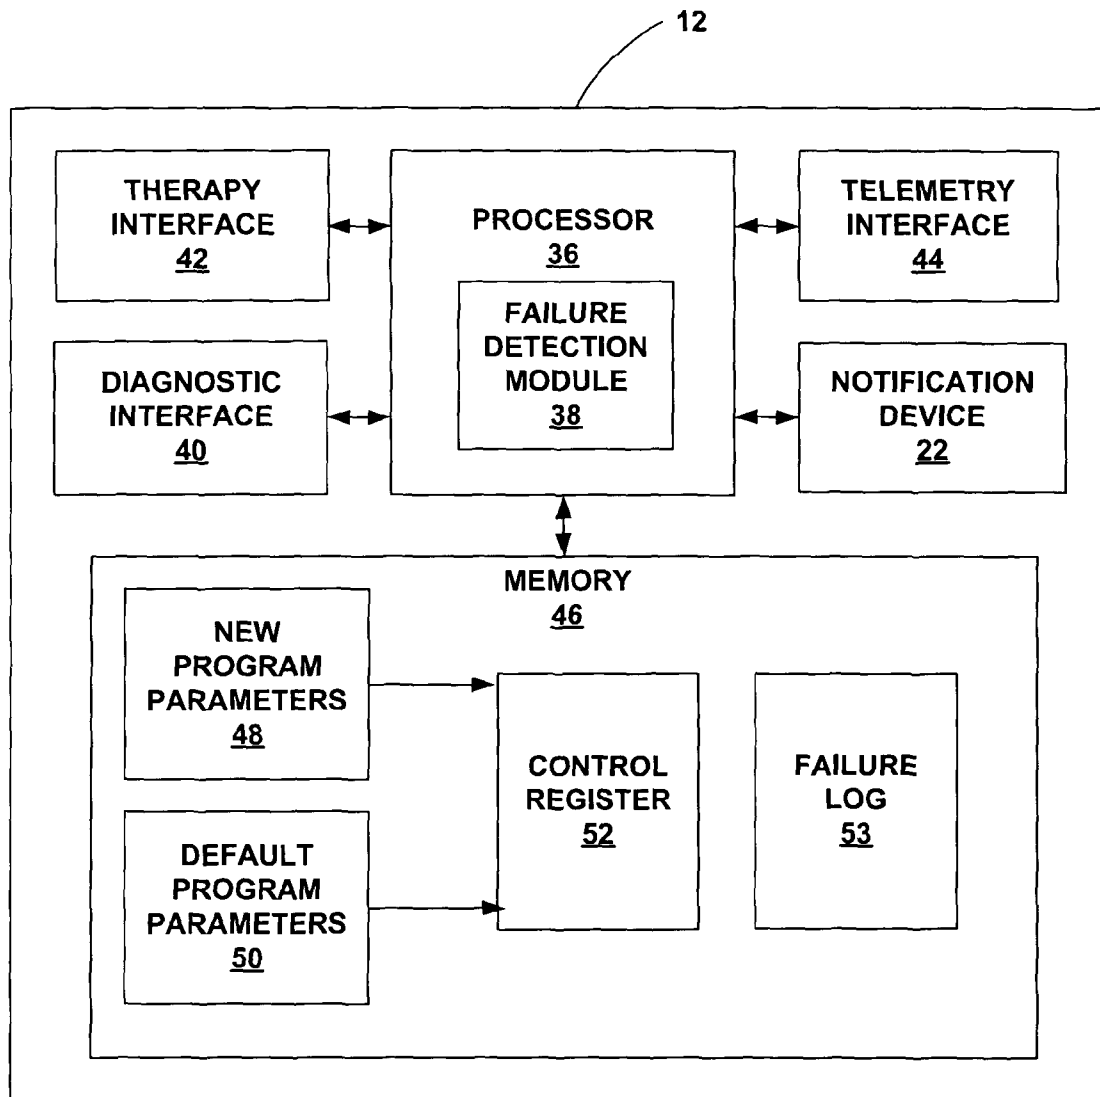 12
THERAPY
INTERFACE
42
PROCESSOR
36
TELEMETRY
INTERFACE
44
FAILURE
DETECTION
MODULE
38
DIAGNOSTIC
INTERFACE
40
NOTIFICATION
DEVICE
22
MEMORY
46
NEW
PROGRAM
PARAMETERS
48
CONTROL
REGISTER
52
FAILURE
LOG
53
DEFAULT
PROGRAM
PARAMETERS
50